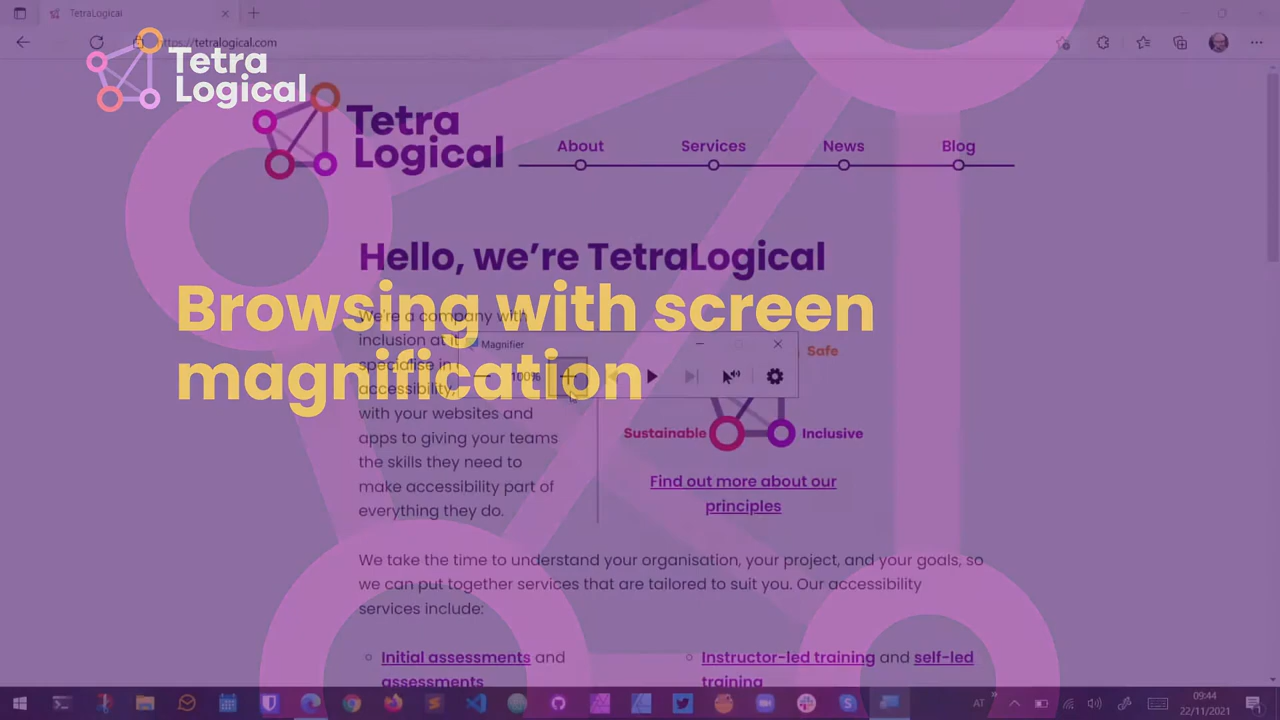 TetraLogical
https://tetralogical.com
Tetra
Logical
Tetra
Logical
About
Services
News
Blog
Hello, we're TetraLogical
Browsing with screen
magnification
We're a company with
inclusion at it
specialise in
accessibility,
with your websites and
apps to giving your teams
the skills they need to
make accessibility part of
everything they do.
Magnifier
100%
Safe
Sustainable
Inclusive
Find out more about our
principles
We take the time to understand your organisation, your project, and your goals, so
we can put together services that are tailored to suit you. Our accessibility
services include:
Initial assessments and
assessments
Instructor-led training and self-led
training
AT
09:44
22/11/2021